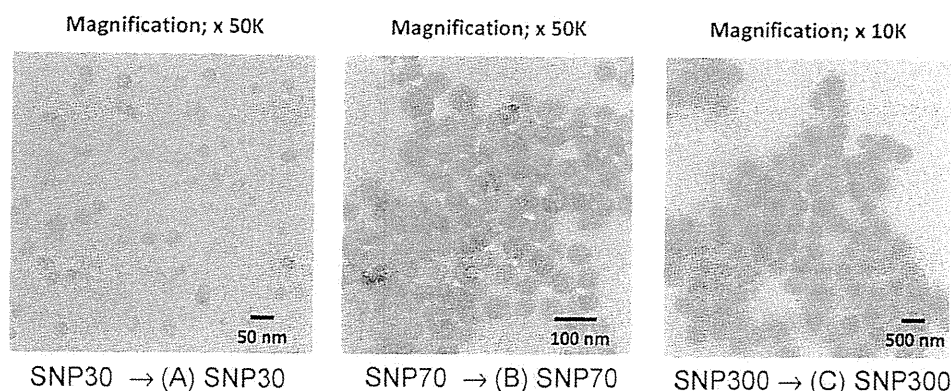 Magnification; x 50K
Magnification; x 50K
Magnification; x 10K
50 nm
100 nm
500 nm
SNP30 → (A) SNP30
SNP70 → (B) SNP70
SNP300 → (C) SNP300